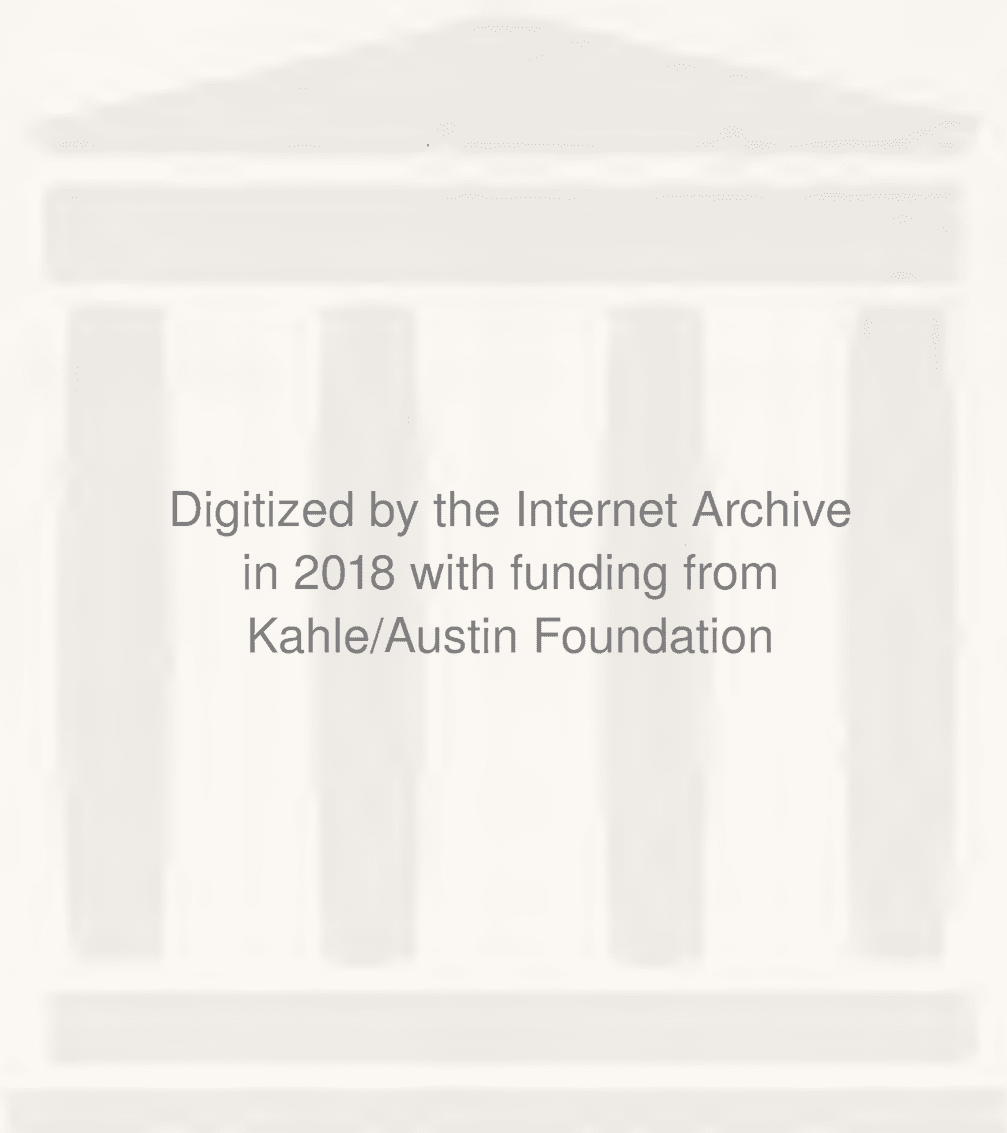 Digitized by the Internet Archive
in 2018 with funding from
Kahle/Austin Foundation